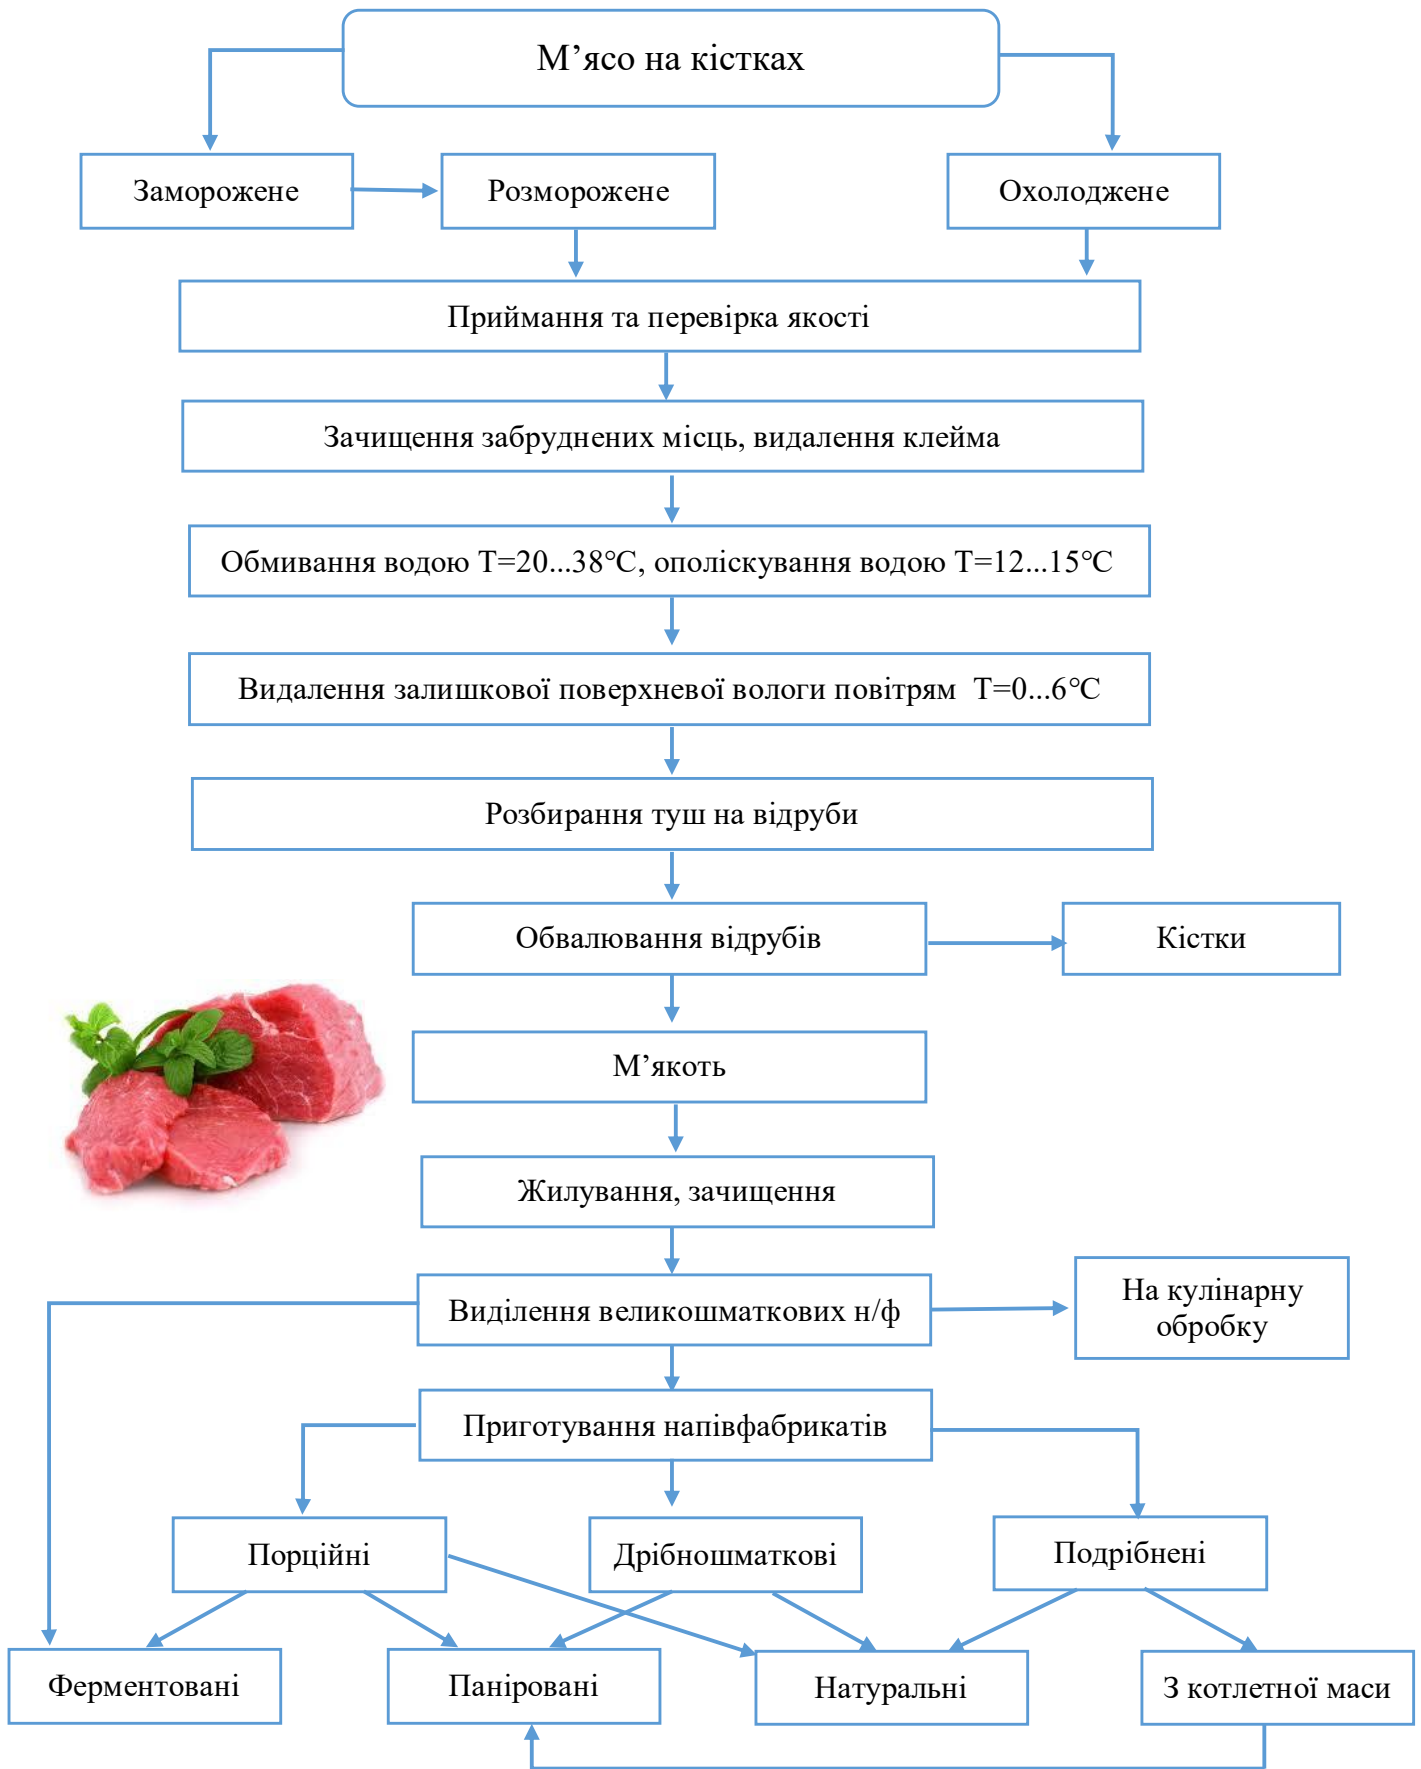 М’ясо на кістках
Заморожене
Розморожене
Охолоджене
Приймання та перевірка якості
Зачищення забруднених місць, видалення клейма
Обмивання водою Т=20...38°С, ополіскування водою Т=12...15°С
Видалення залишкової поверхневої вологи повітрям Т=0...6°С
Розбирання туш на відруби
Обвалювання відрубів
Кістки
М’якоть
Жилування, зачищення
Виділення великошматкових н/ф
На кулінарну
обробку
Приготування напівфабрикатів
Порційні
Дрібношматкові
Подрібнені
Ферментовані
Паніровані
Натуральні
З котлетної маси